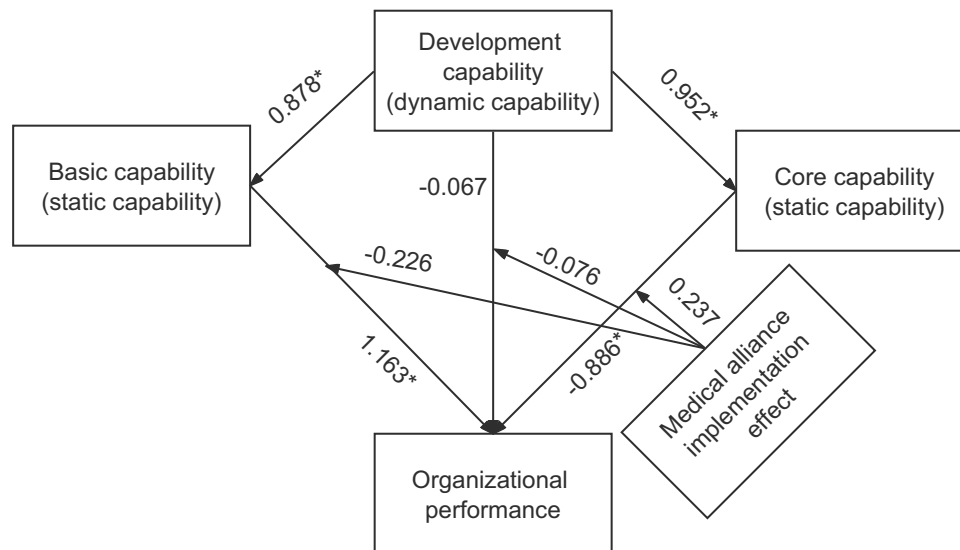 Development
capability
(dynamic capability)
0.878*
0.952*
Basic capability
(static capability)
-0.067
Core capability
(static capability)
-0.226
-0.076
0.237
1.163*
-0.886*
Medical alliance
implementation
effect
Organizational
performance